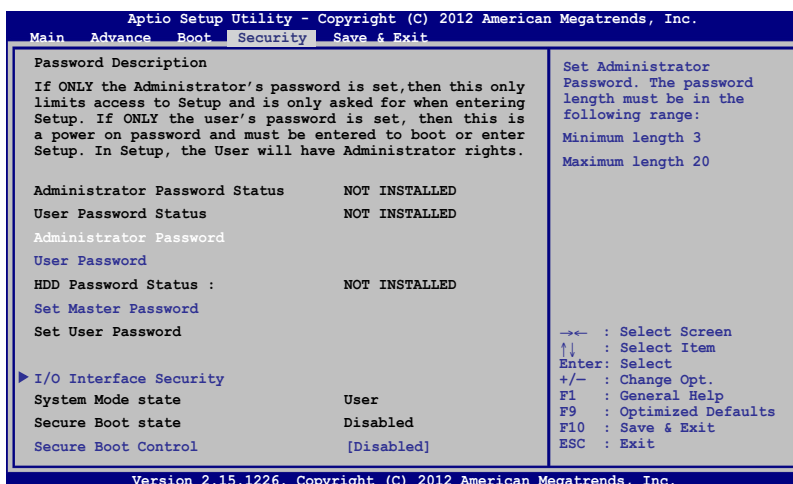 Aptio Setup Utility - Copyright (C) 2012 American Megatrends, Inc.
Main Advance Boot Security Save & Exit
Password Description
If ONLY the Administrator's password is set,then this only
limits access to Setup and is only asked for when entering
Setup. If ONLY the user's password is set, then this is
a power on password and must be entered to boot or enter
Setup. In Setup, the User will have Administrator rights.
Administrator Password Status NOT INSTALLED
User Password Status NOT INSTALLED
Administrator Password
User Password
HDD Password Status : NOT INSTALLED
Set Master Password
Set User Password
I/O Interface Security
System Mode state User
Secure Boot state Disabled
Secure Boot Control [Disabled]
Set Administrator
Password. The password
length must be in the
following range:
Minimum length 3
Maximum length 20
→← : Select Screen
↑↓ : Select Item
Enter: Select
+/— : Change Opt.
F1 : General Help
F9 : Optimized Defaults
F10 : Save & Exit
ESC : Exit
Version 2.15.1226. Copyright (C) 2012 American Megatrends, Inc.